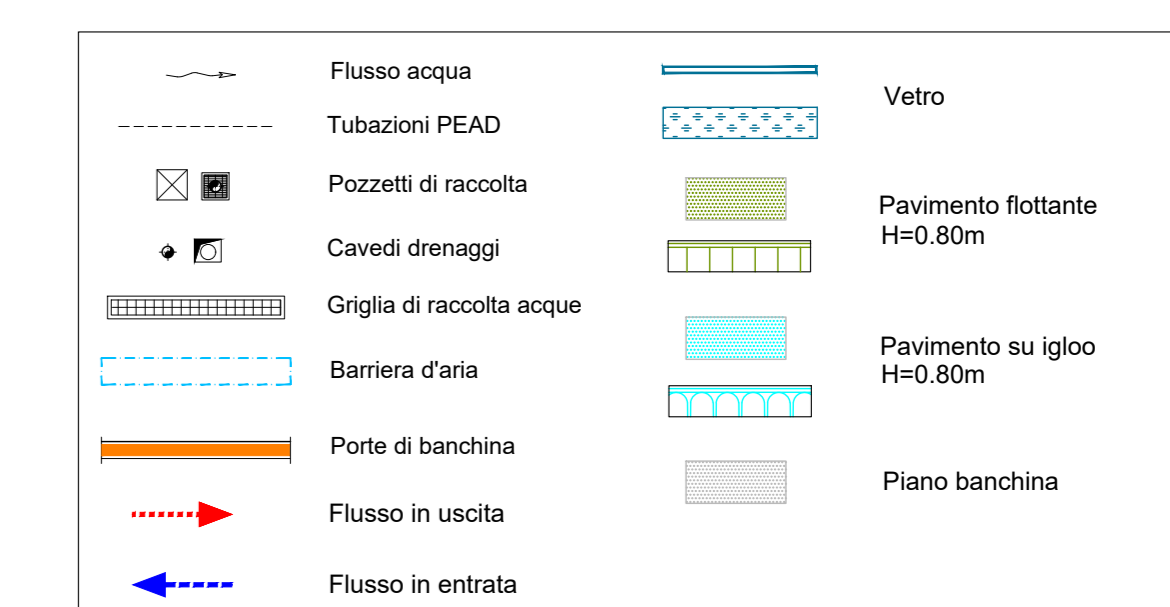 Flusso acqua
Tubazioni PEAD
Pozzetti di raccolta
Cavedi drenaggi
Griglia di raccolta acque
Barriera d'aria
Porte di banchina
Flusso in uscita
Flusso in entrata
Vetro
Pavimento flottante
H=0.80m
Pavimento su igloo
H=0.80m
Piano banchina